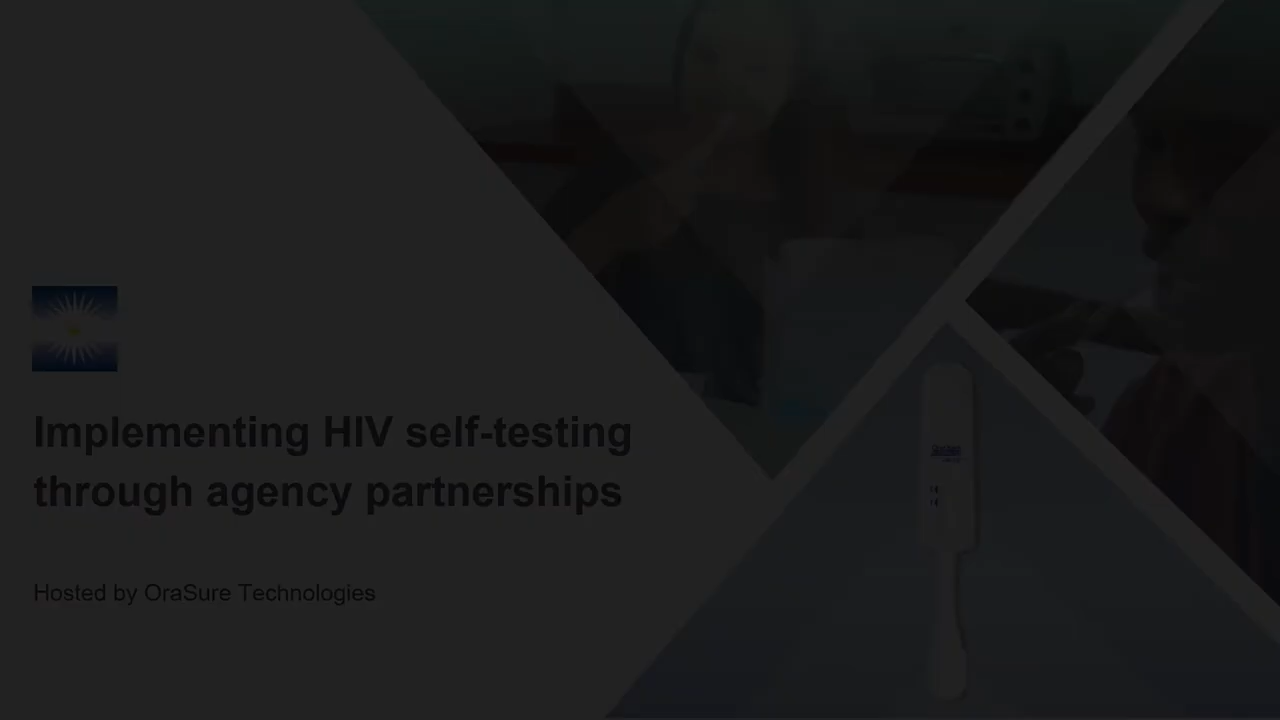 Implementing HIV self-testing
through agency partnerships
Hosted by OraSure Technologies